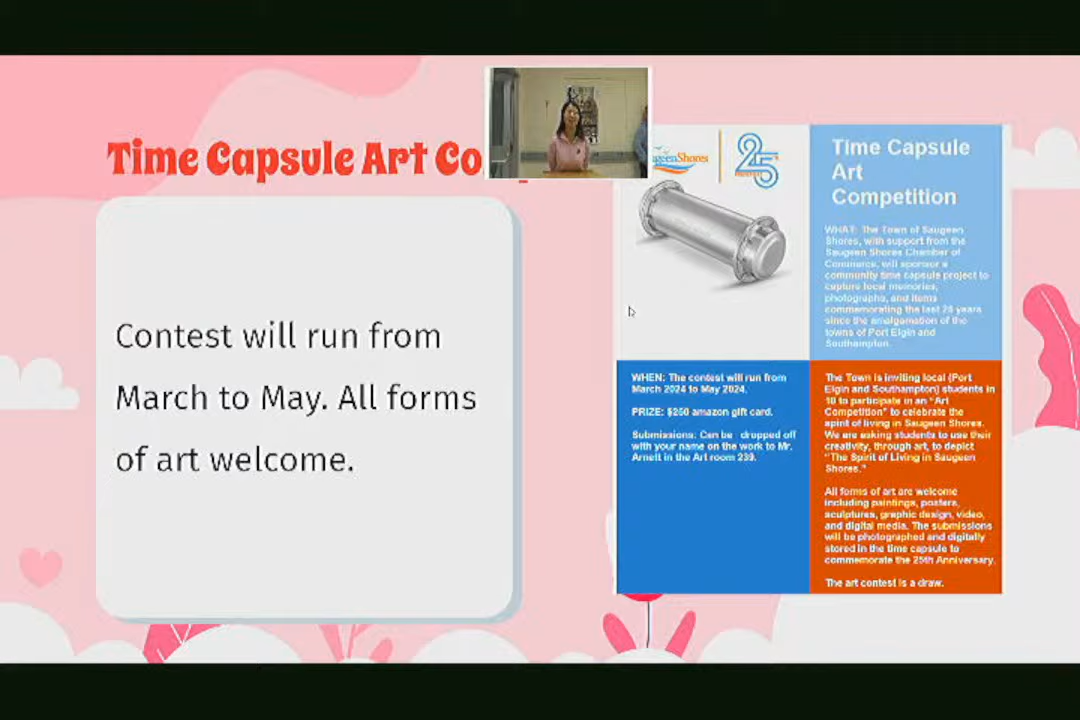 Time Capsule Art Co
Contest will run from
March to May. All forms
of art welcome.
geenShores
25
Time Capsule
Art
Competition
WHAT: The Town of Saugeen
Shores, with support from the
Saugeen Shores Chamber of
Commerce, will sponsor a
community time capsule project to
capture local memories,
photographs, and items
commemorating the last 25 years
since the amalgamation of the
towns of Port Elgin and
Southampton.
WHEN: The contest will run from
March 2024 to May 2024.
PRIZE: $250 amazon gift card.
Submissions: Can be dropped off
with your name on the work to Mr.
Arnett in the Art room 239.
The Town is inviting local (Port
Elgin and Southampton) students in
10 to participate in an "Art
Competition" to celebrate the
spirit of living in Saugeen Shores.
We are asking students to use their
creativity, through art, to depict
"The Spirit of Living in Saugeen
Shores."
All forms of art are welcome
including paintings, posters,
sculptures, graphic design, video,
and digital media. The submissions
will be photographed and digitally
stored in the time capsule to
commemorate the 25th Anniversary.
The art contest is a draw.